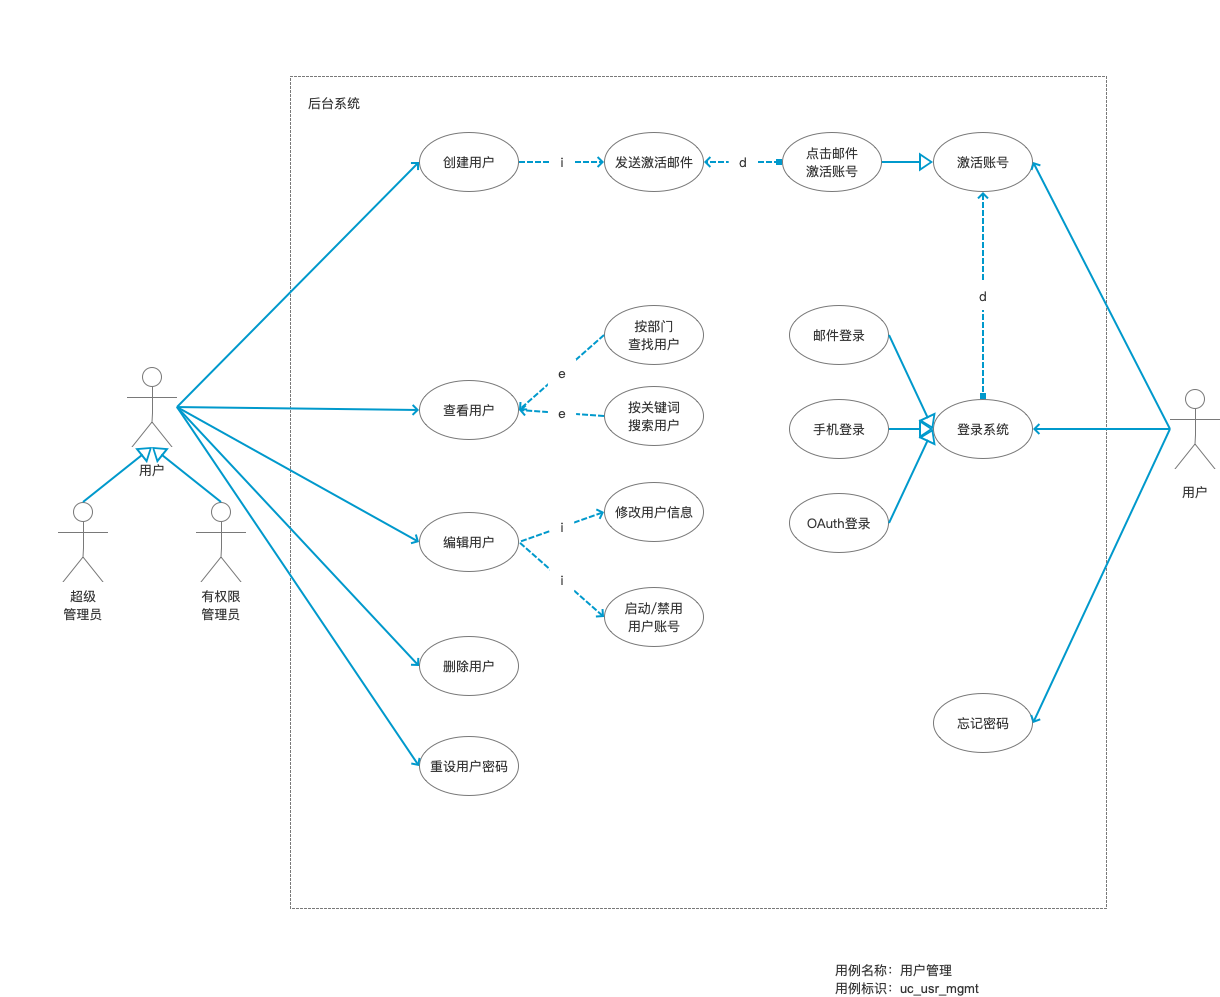 后台系统
创建用户
i
发送激活邮件
d
点击邮件
激活账号
激活账号
d
按部门
查找用户
邮件登录
e
查看用户
e
按关键词
搜索用户
手机登录
登录系统
用户
用户
修改用户信息
i
编辑用户
OAuth登录
i
超级
管理员
有权限
管理员
启动/禁用
用户账号
删除用户
忘记密码
重设用户密码
用例名称：用户管理
用例标识：uc_usr_mgmt